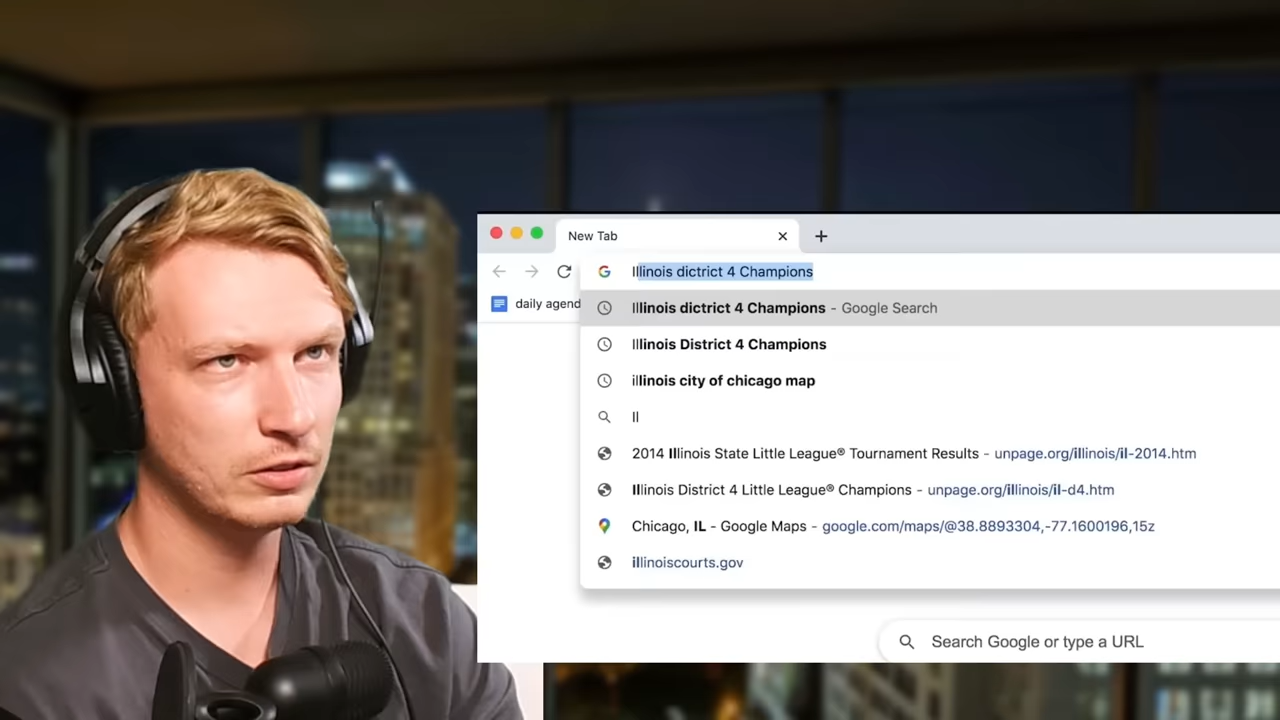 New Tab
Illinois dictrict 4 Champions
daily agend
Illinois dictrict 4 Champions - Google Search
Illinois District 4 Champions
illinois city of chicago map
Il
2014 Illinois State Little League® Tournament Results - unpage.org/illinois/il-2014.htm
Illinois District 4 Little League® Champions - unpage.org/illinois/il-d4.htm
Chicago, IL - Google Maps - google.com/maps/@38.8893304,-77.1600196,15z
illinoiscourts.gov
Search Google or type a URL